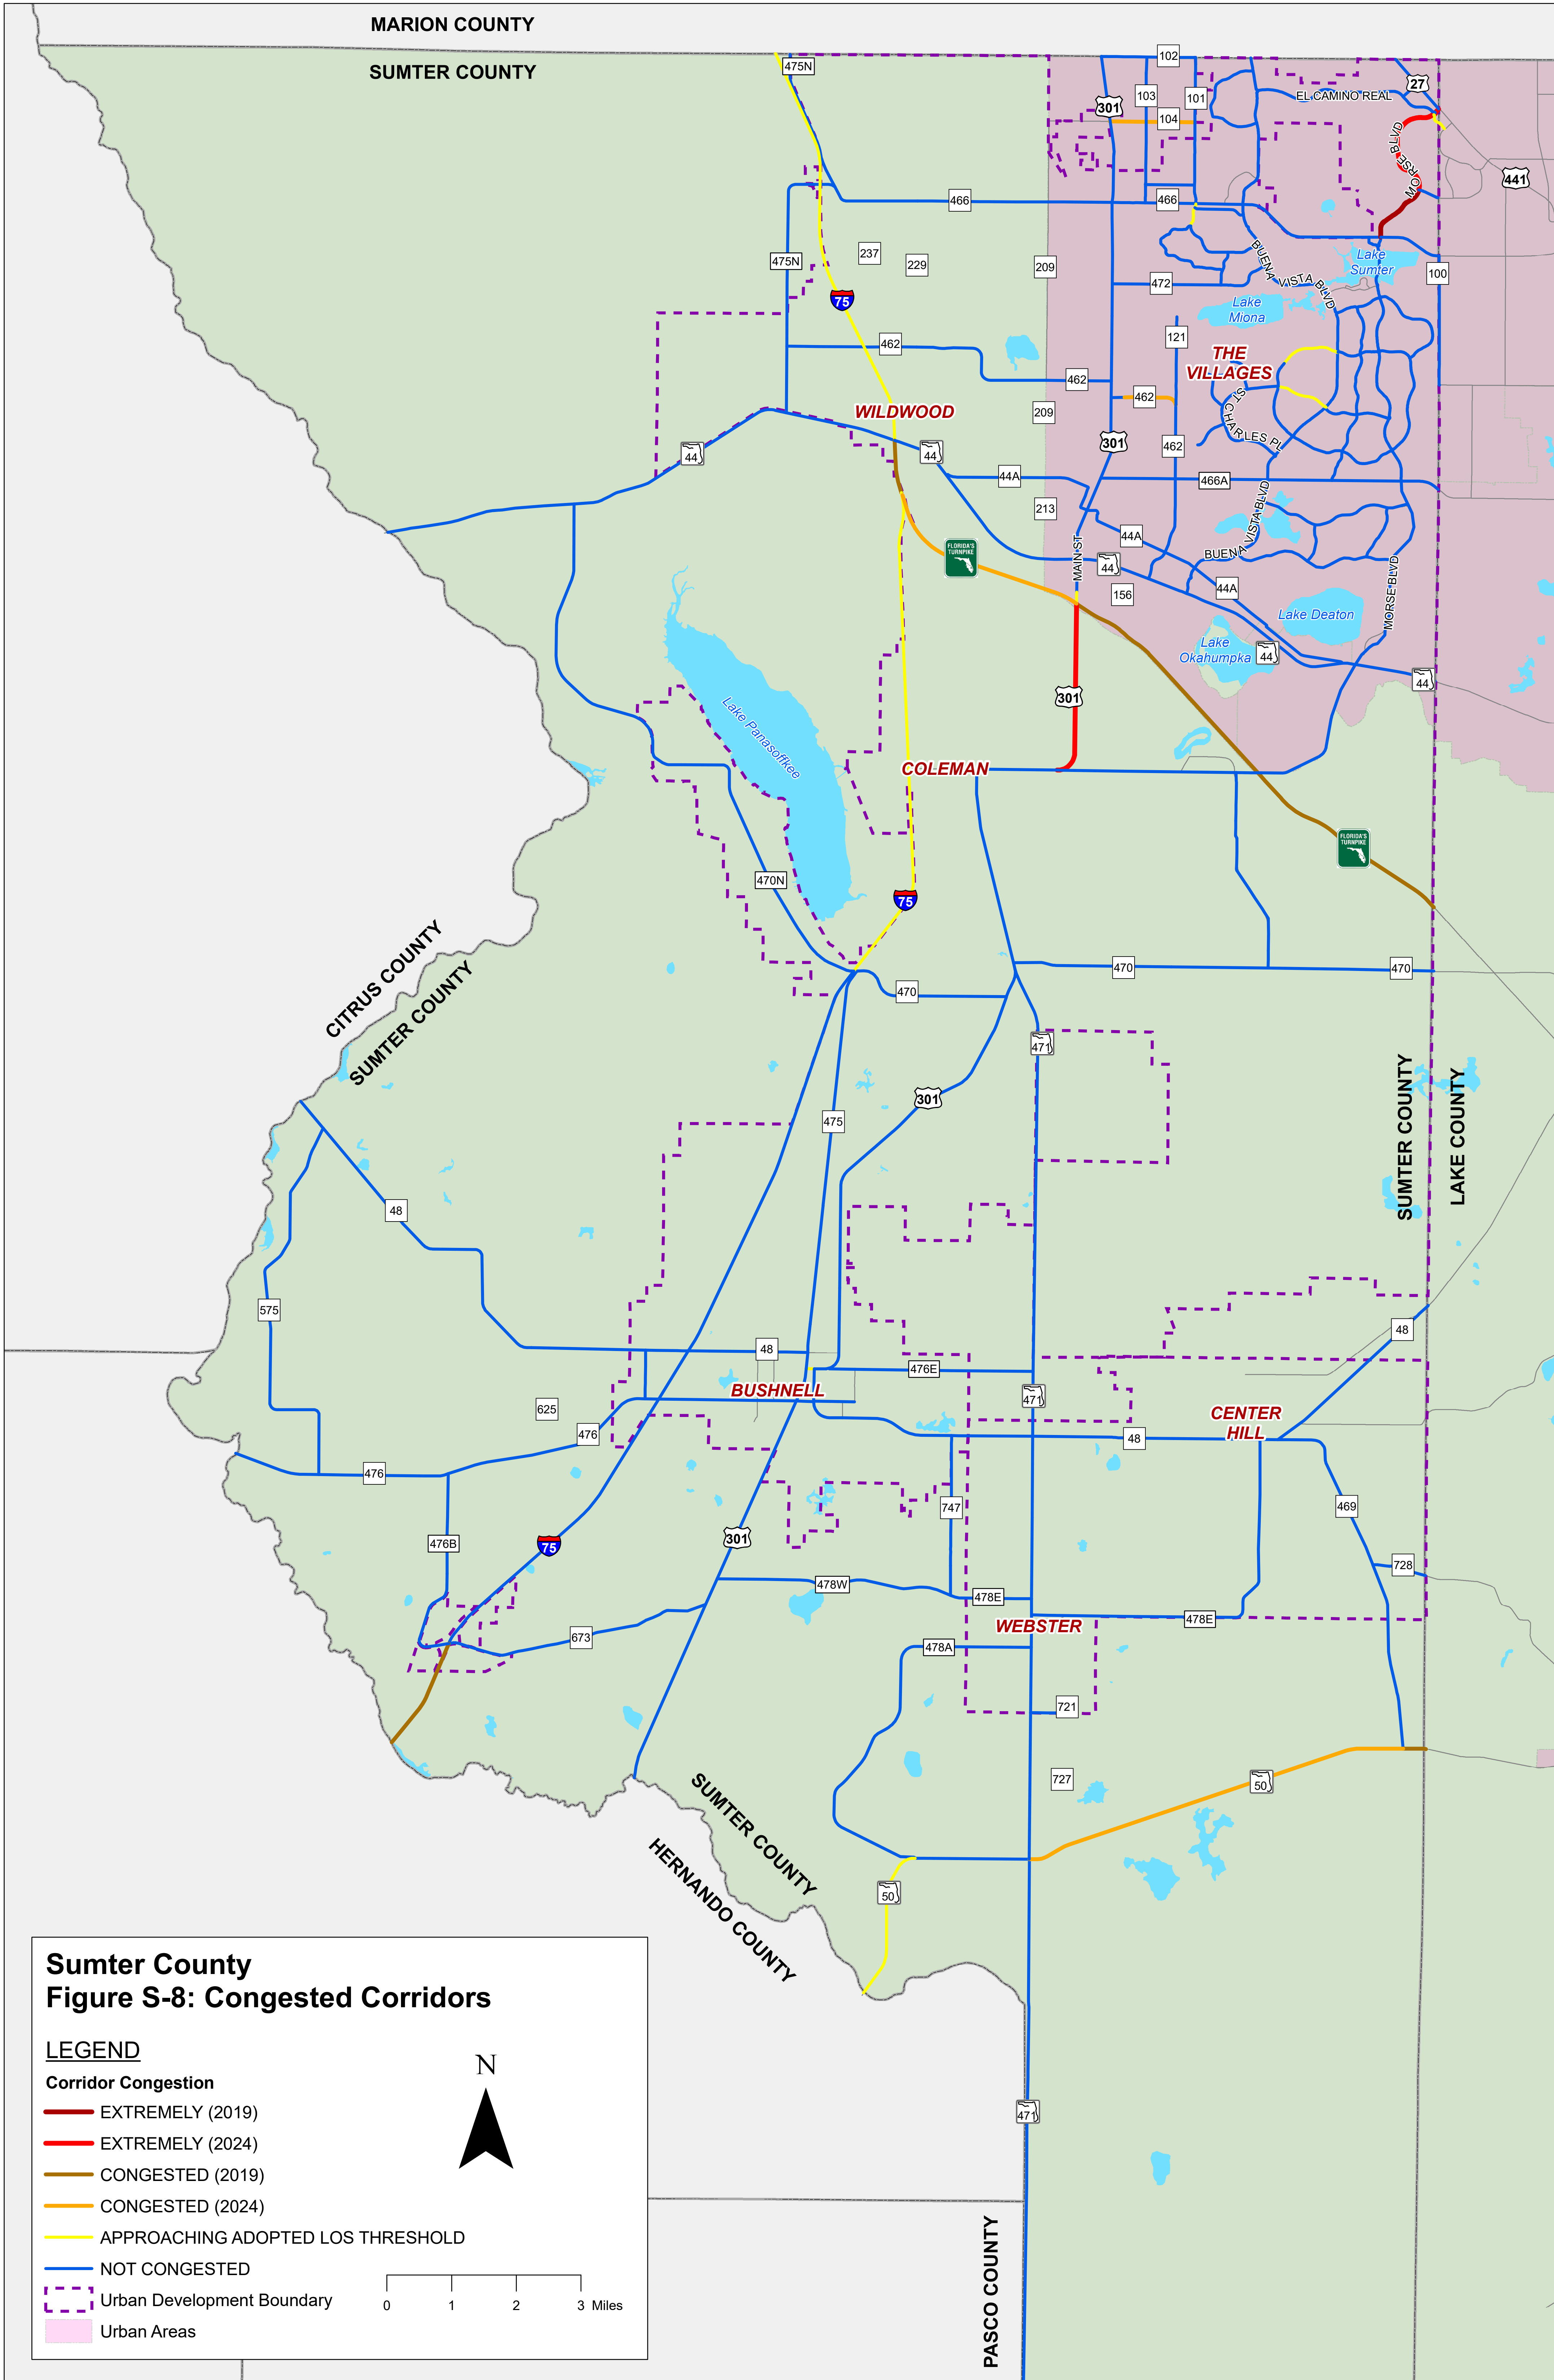 MARION COUNTY
SUMTER COUNTY
475N
102
27
301
103
101
EL CAMINO REAL
104
MORSE BLVD
441
466
466
475N
237
229
209
BUENA VISTA BLVD
Lake
Sumter
100
472
75
Lake
Miona
121
462
THE
VILLAGES
462
462
WILDWOOD
209
ST CHARLES PL
44
44
301
462
44A
466A
213
BUENA VISTA BLVD
44A
FLORIDA'S
TURNPIKE
MAIN ST
44
156
44A
MORSE BLVD
Lake Deaton
Lake
Okahumpka
44
44
301
Lake Panasoffkee
COLEMAN
FLORIDA'S
TURNPIKE
470N
75
CITRUS COUNTY
SUMTER COUNTY
470
470
470
471
SUMTER COUNTY
LAKE COUNTY
301
475
48
575
48
48
476E
BUSHNELL
471
625
476
CENTER
HILL
48
476
747
469
476B
75
301
728
478W
478E
478E
WEBSTER
673
478A
721
727
50
SUMTER COUNTY
HERNANDO COUNTY
50
471
PASCO COUNTY
Sumter County
Figure S-8: Congested Corridors
LEGEND
N
Corridor Congestion
EXTREMELY (2019)
EXTREMELY (2024)
CONGESTED (2019)
CONGESTED (2024)
APPROACHING ADOPTED LOS THRESHOLD
NOT CONGESTED
Urban Development Boundary
0 1 2 3 Miles
Urban Areas